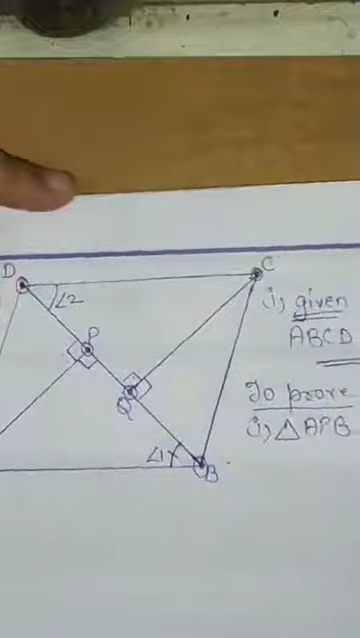 D
C
∠2
P
Q
∠1
B
i, given
ABCD
To prove
i, △APB